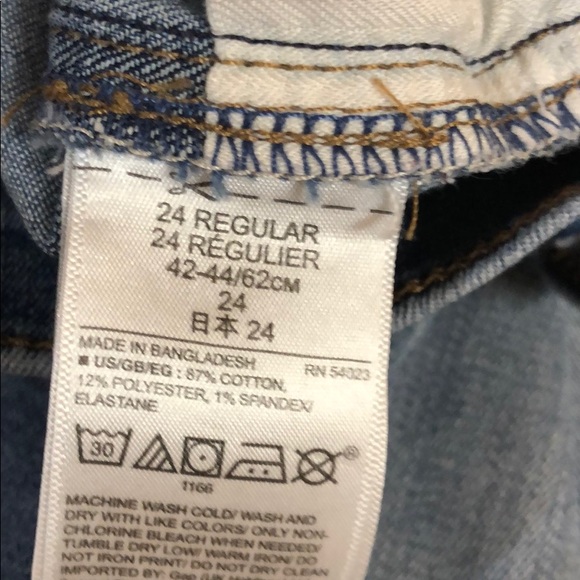 24 REGULAR
24 RÉGULIER
42-44/62CM
24
日本 24
MADE IN BANGLADESH RN 54023
■ US/GB/EG : 87% COTTON,
12% POLYESTER, 1% SPANDEX/
ELASTANE
30
®
1166
MACHINE WASH COLD/ WASH AND
DRY WITH LIKE COLORS/ ONLY NON-
CHLORINE BLEACH WHEN NEEDED/
TUMBLE DRY LOW/ WARM IRON/ DO
NOT IRON PRINT/ DO NOT DRY CLEAN
IMPORTED BY: Gap (UK